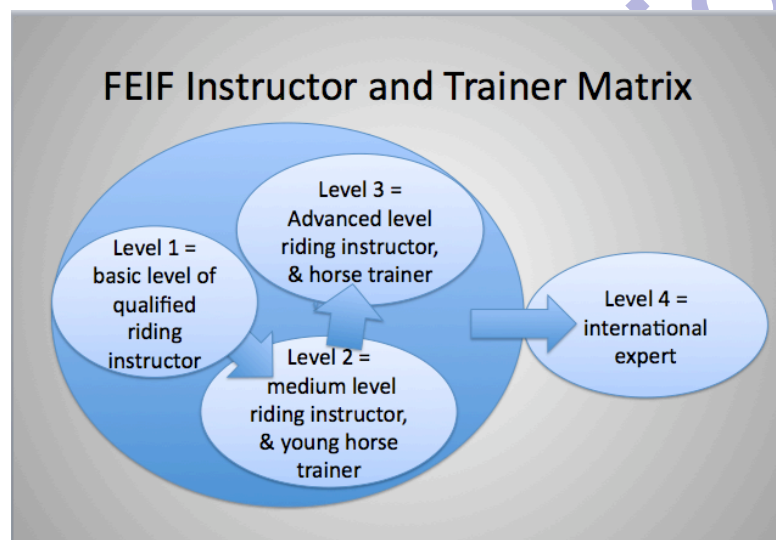 FEIF Instructor and Trainer Matrix
Level 1 =
basic level of
qualified
riding
instructor
Level 2 =
medium level
riding instructor,
& young horse
trainer
Level 3 =
Advanced level
riding instructor,
& horse trainer
Level 4 =
international
expert